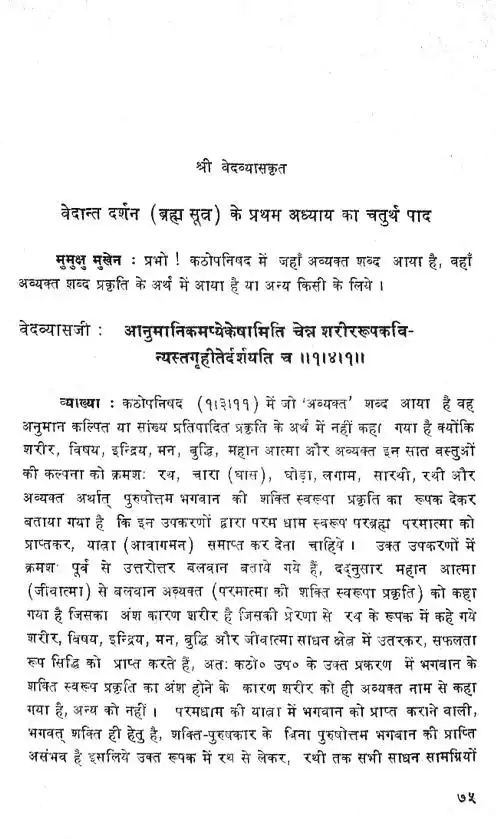 श्री वेदव्यासकृत
वेदान्त दर्शन (ब्रह्म सूत्र) के प्रथम अध्याय का चतुर्थ पाद
मुमुक्षु मुखेन : प्रभो ! कठोपनिषद में जहाँ अव्यक्त शब्द आया है, वहाँ
अव्यक्त शब्द प्रकृति के अर्थ में आया है या अन्य किसी के लिये ।
वेदव्यासजी : आनुमानिकमप्येकेषामिति चेन्न शरीररूपकवि-
न्यस्तगृहीतेर्दर्शयति च ॥१।४।१॥
व्याख्या : कठोपनिषद (१।३।११) में जो 'अव्यक्त' शब्द आया है वह
अनुमान कल्पित या सांख्य प्रतिपादित प्रकृति के अर्थ में नहीं कहा गया है क्योंकि
शरीर, विषय, इन्द्रिय, मन, बुद्धि, महान आत्मा और अव्यक्त इन सात वस्तुओं
की कल्पना को क्रमशः रथ, चारा (घास), घोड़ा, लगाम, सारथी, रथी और
अव्यक्त अर्थात् पुरुषोत्तम भगवान की शक्ति स्वरूपा प्रकृति का रूपक देकर
बताया गया है कि इन उपकरणों द्वारा परम धाम स्वरूप परब्रह्म परमात्मा को
प्राप्तकर, यात्रा (आवागमन) समाप्त कर देना चाहिये । उक्त उपकरणों में
क्रमशः पूर्व से उत्तरोत्तर बलवान बताये गये हैं, तद्नुसार महान आत्मा
(जीवात्मा) से बलवान अव्यक्त (परमात्मा की शक्ति स्वरूपा प्रकृति) को कहा
गया है जिसका अंश कारण शरीर है जिसकी प्रेरणा से रथ के रूपक में कहे गये
शरीर, विषय, इन्द्रिय, मन, बुद्धि और जीवात्मा साधन क्षेत्र में उतरकर, सफलता
रूप सिद्धि को प्राप्त करते हैं, अतः कठो० उप० के उक्त प्रकरण में भगवान के
शक्ति स्वरूप प्रकृति का अंश होने के कारण शरीर को ही अव्यक्त नाम से कहा
गया है, अन्य को नहीं । परमधाम की यात्रा में भगवान को प्राप्त कराने वाली,
भगवत् शक्ति ही हेतु है, शक्ति-पुरुषकार के बिना पुरुषोत्तम भगवान की प्राप्ति
असंभव है इसलिये उक्त रूपक में रथ से लेकर, रथी तक सभी साधन सामग्रियों
७५